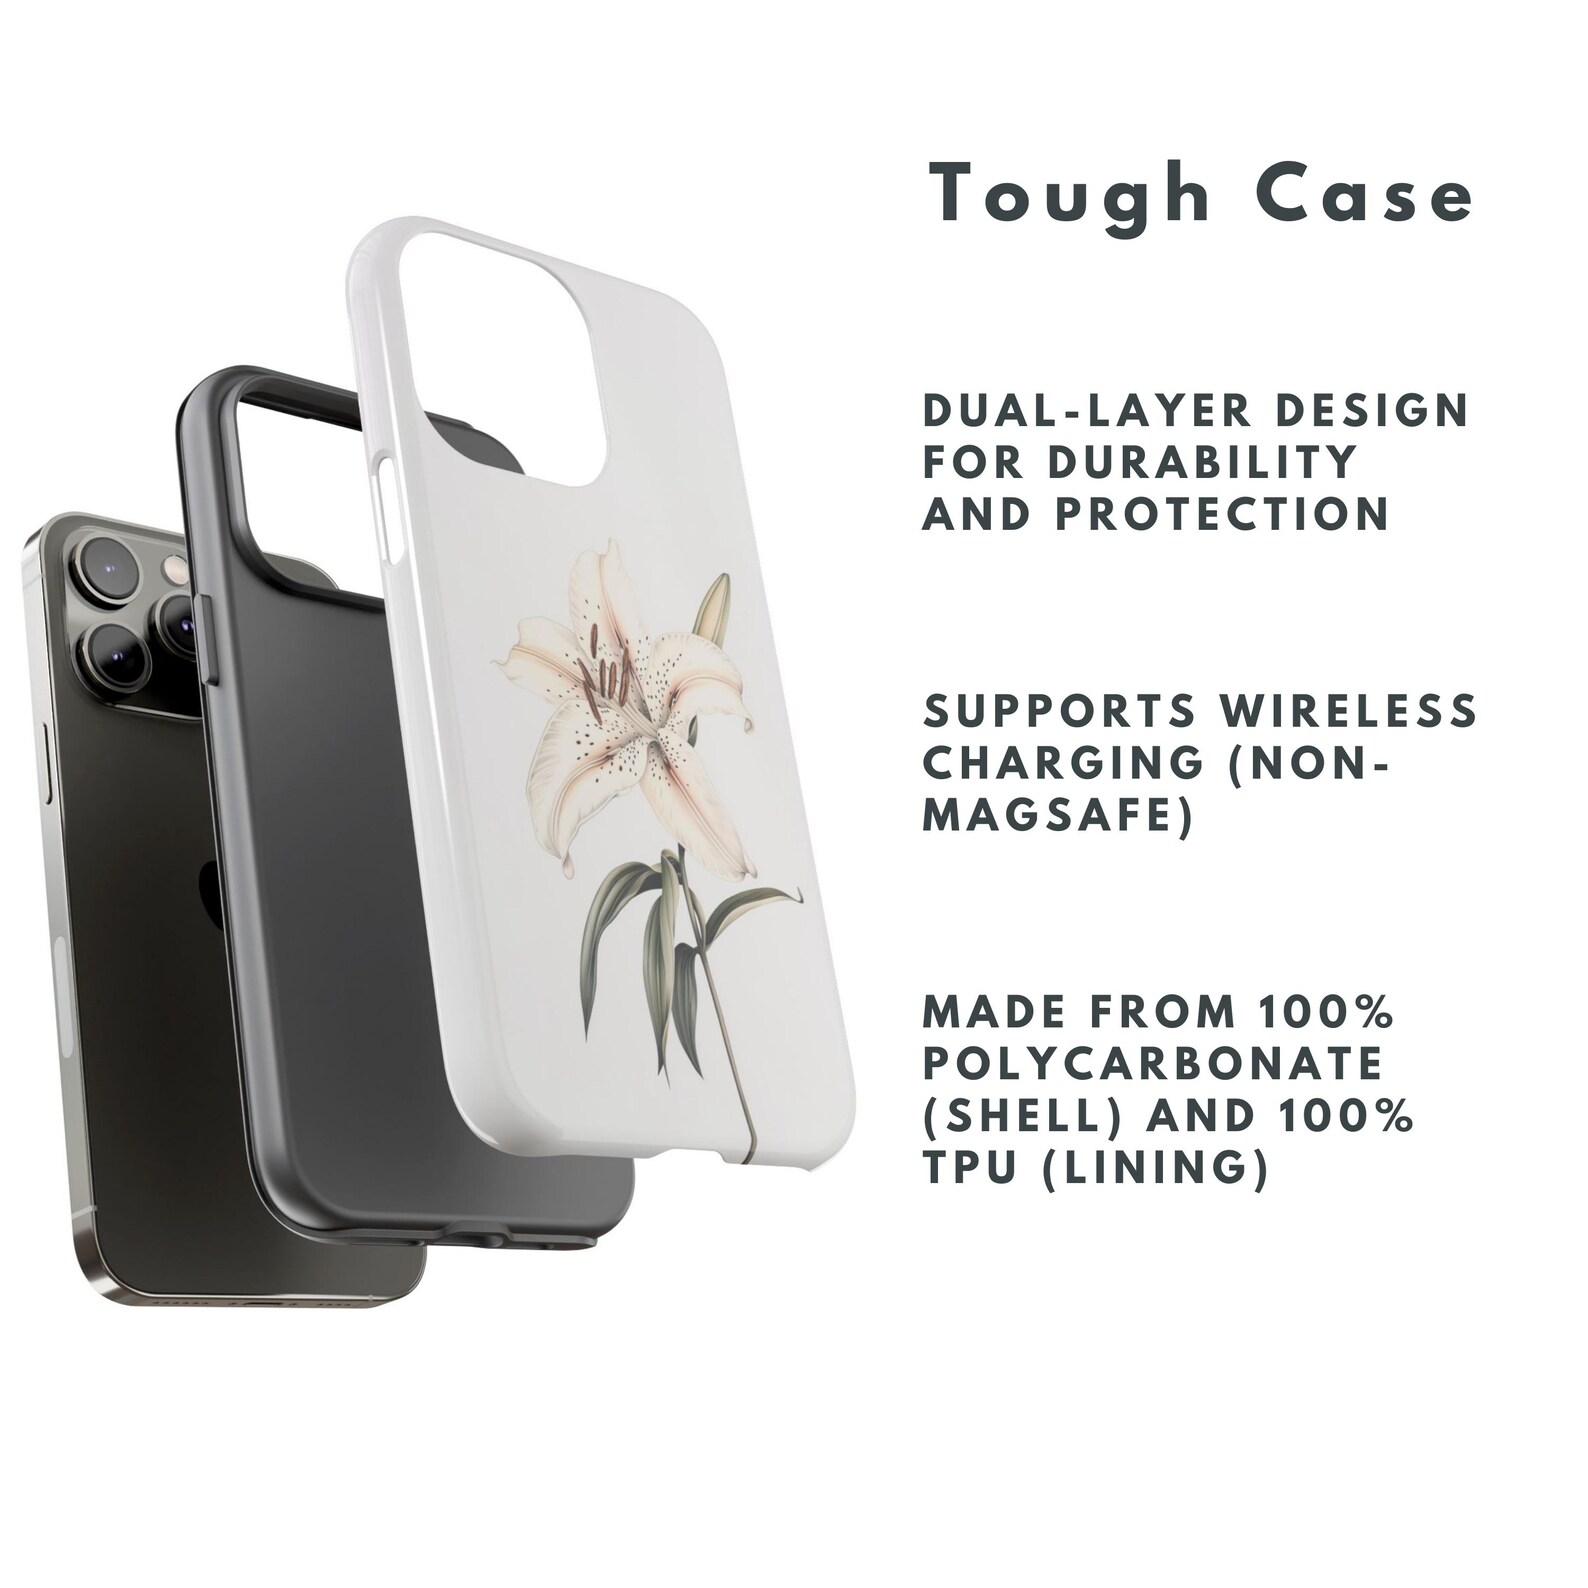 Tough Case
DUAL-LAYER DESIGN
FOR DURABILITY
AND PROTECTION
SUPPORTS WIRELESS
CHARGING (NON-
MAGSAFE)
MADE FROM 100%
POLYCARBONATE
(SHELL) AND 100%
TPU (LINING)